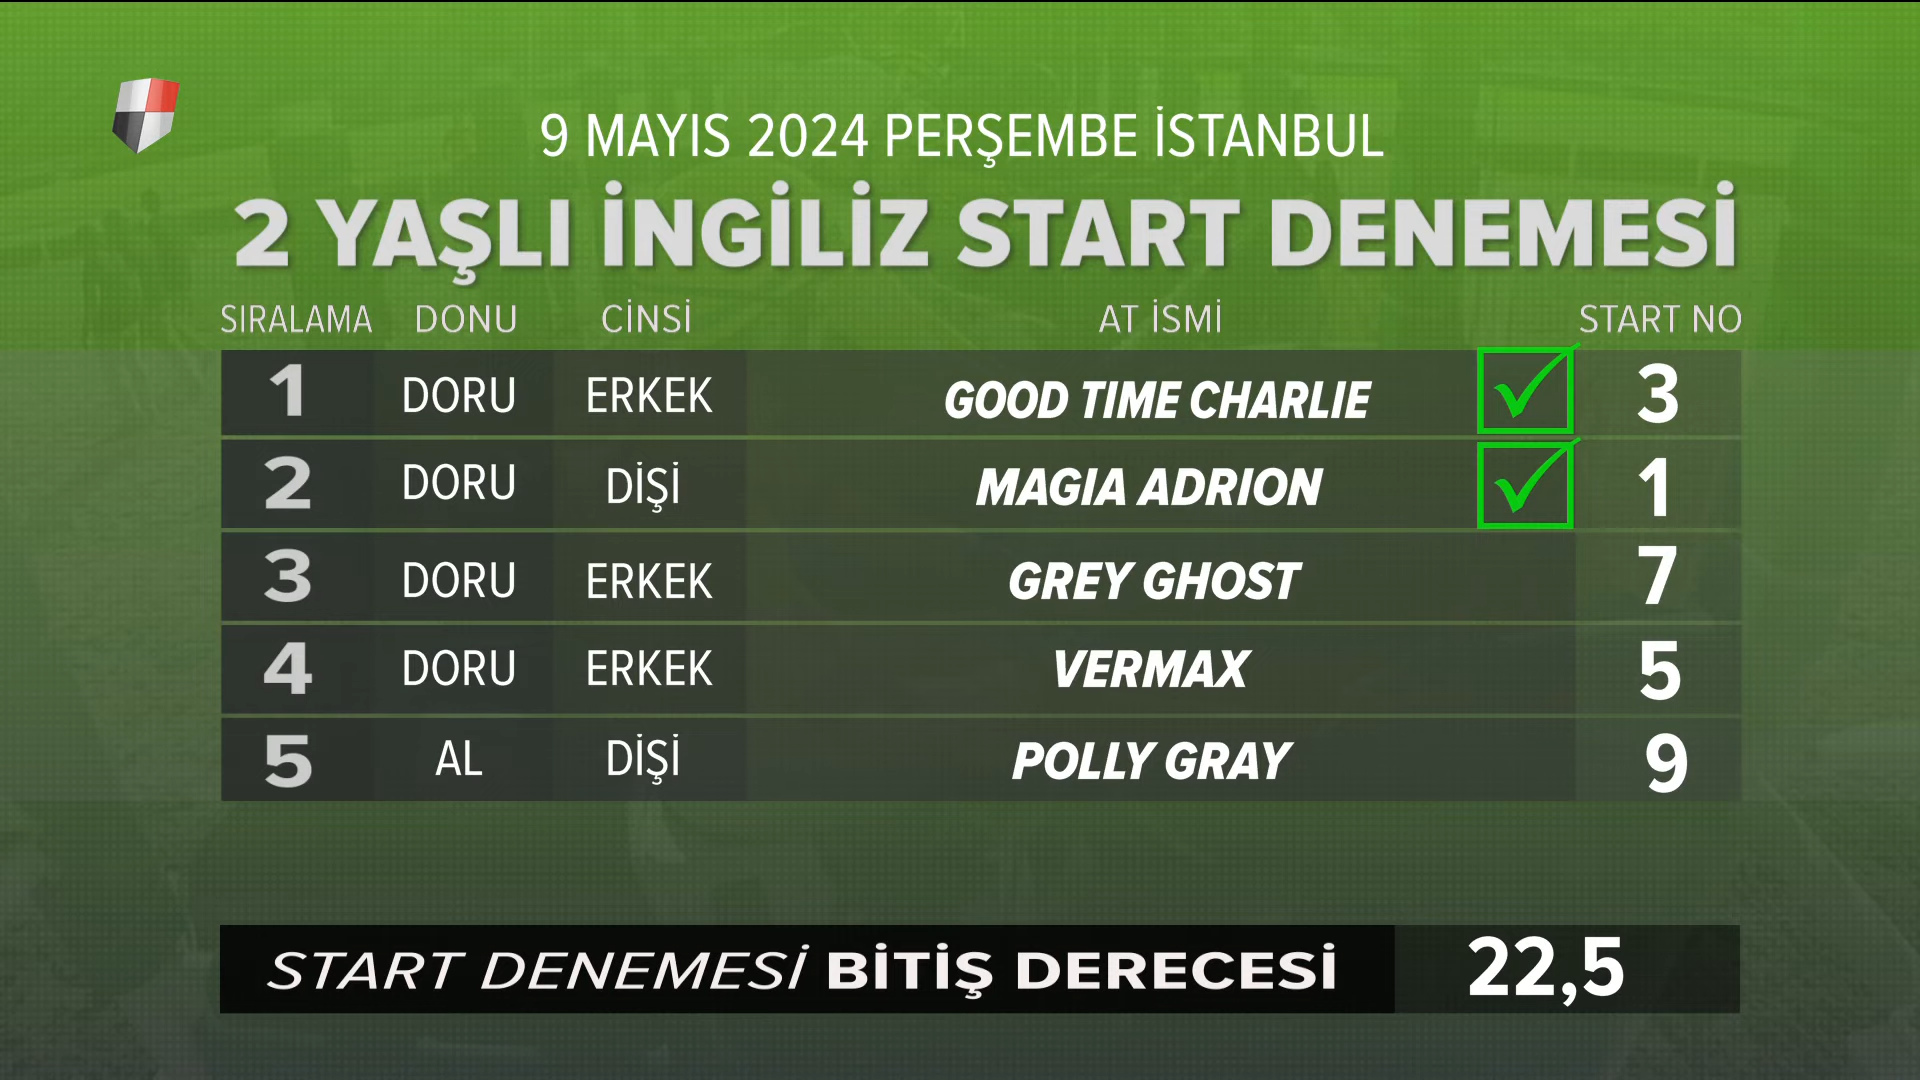 9 MAYIS 2024 PERŞEMBE İSTANBUL
2 YAŞLI İNGİLİZ START DENEMESİ
SIRALAMA DONU CİNSİ AT İSMİ START NO
1 DORU ERKEK GOOD TIME CHARLIE 3
2 DORU DİŞİ MAGIA ADRION 1
3 DORU ERKEK GREY GHOST 7
4 DORU ERKEK VERMAX 5
5 AL DİŞİ POLLY GRAY 9
START DENEMESİ BİTİŞ DERECESİ 22,5